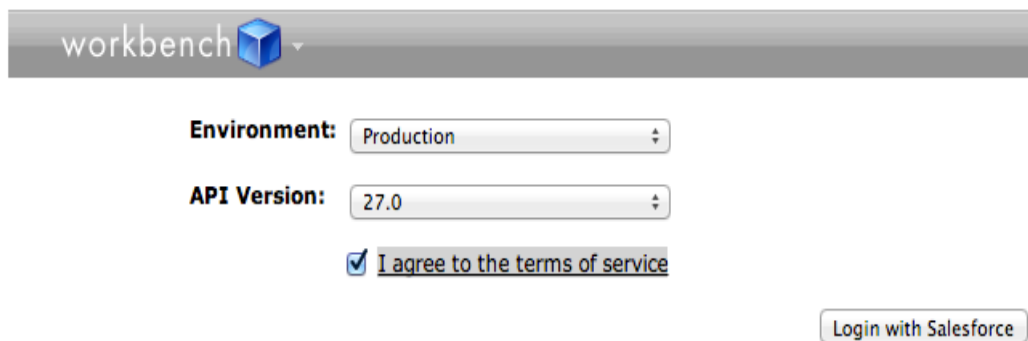 workbench
Environment: Production
API Version: 27.0
I agree to the terms of service
Login with Salesforce